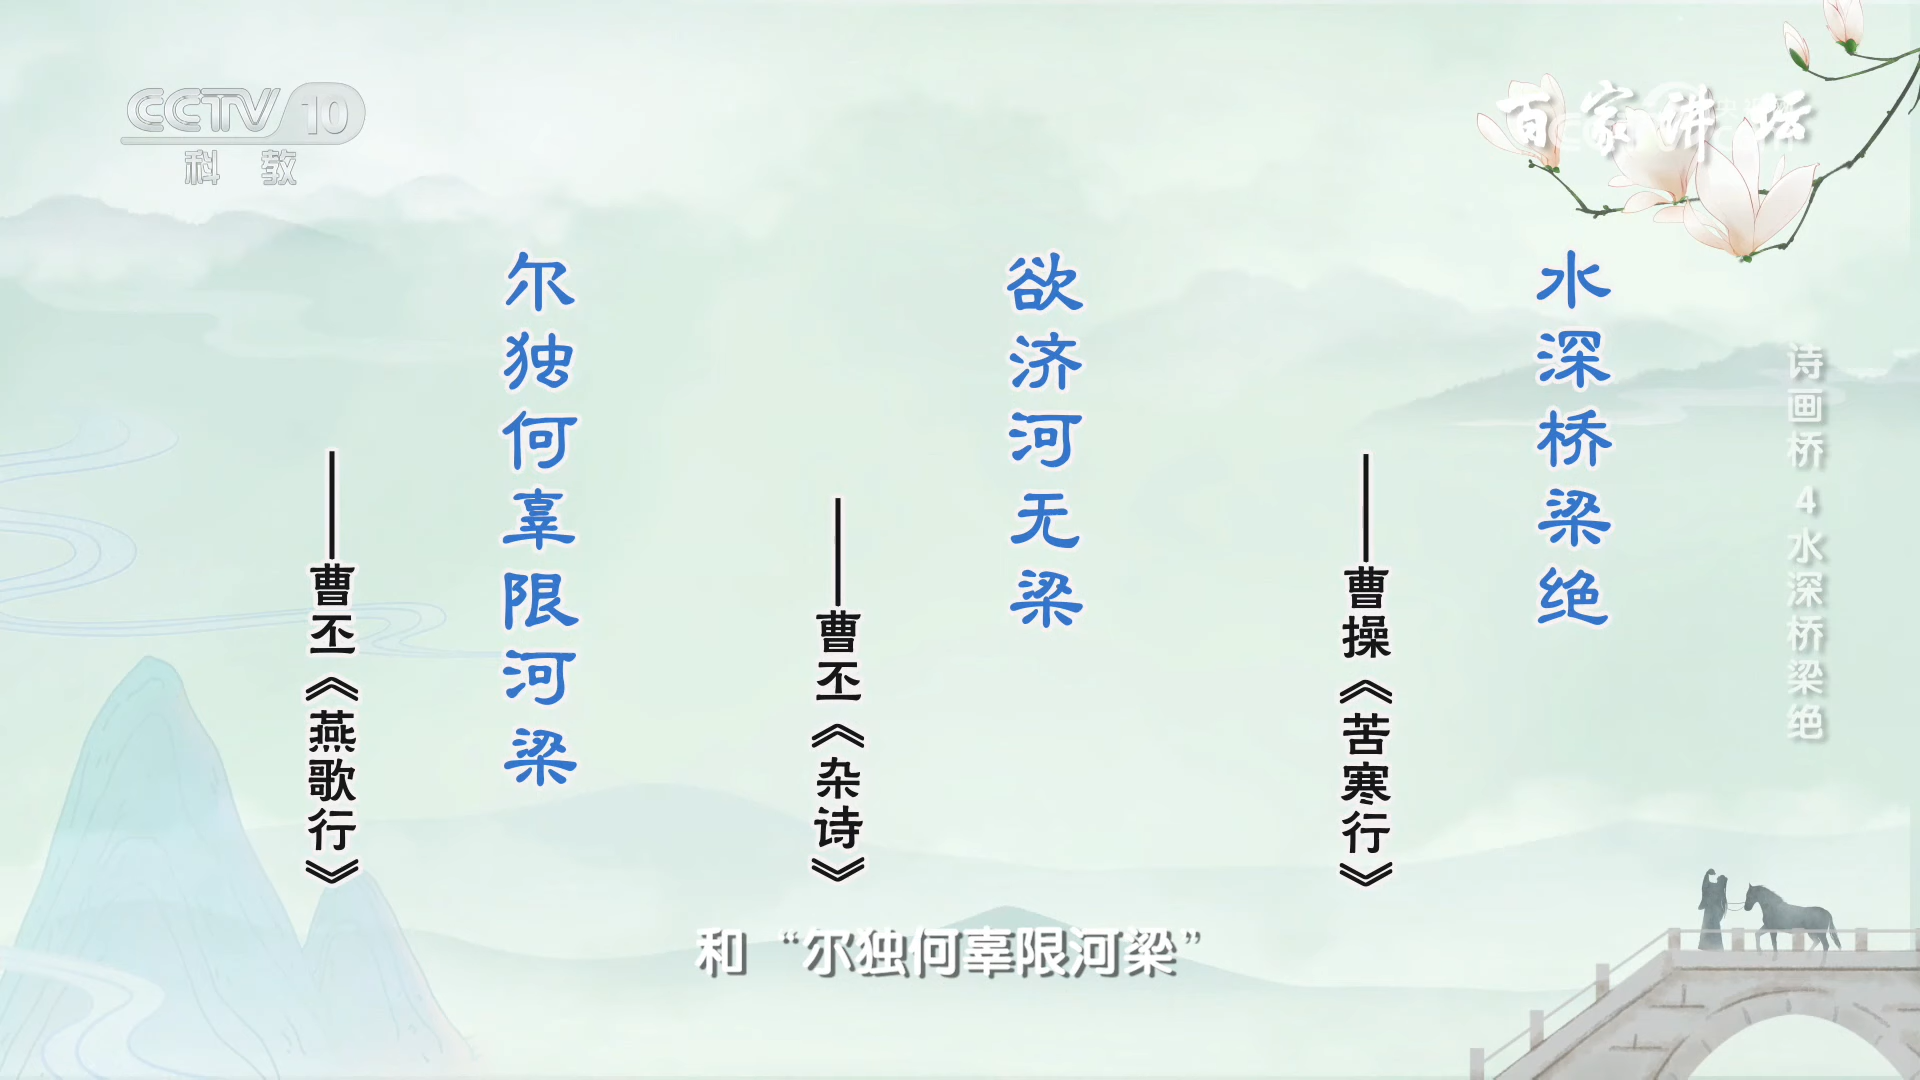 CCTV 10
科教
百家讲坛
水深桥梁绝
——曹操《苦寒行》
欲济河无梁
——曹丕《杂诗》
尔独何辜限河梁
——曹丕《燕歌行》
诗画桥 4 水深桥梁绝
和“尔独何辜限河梁”